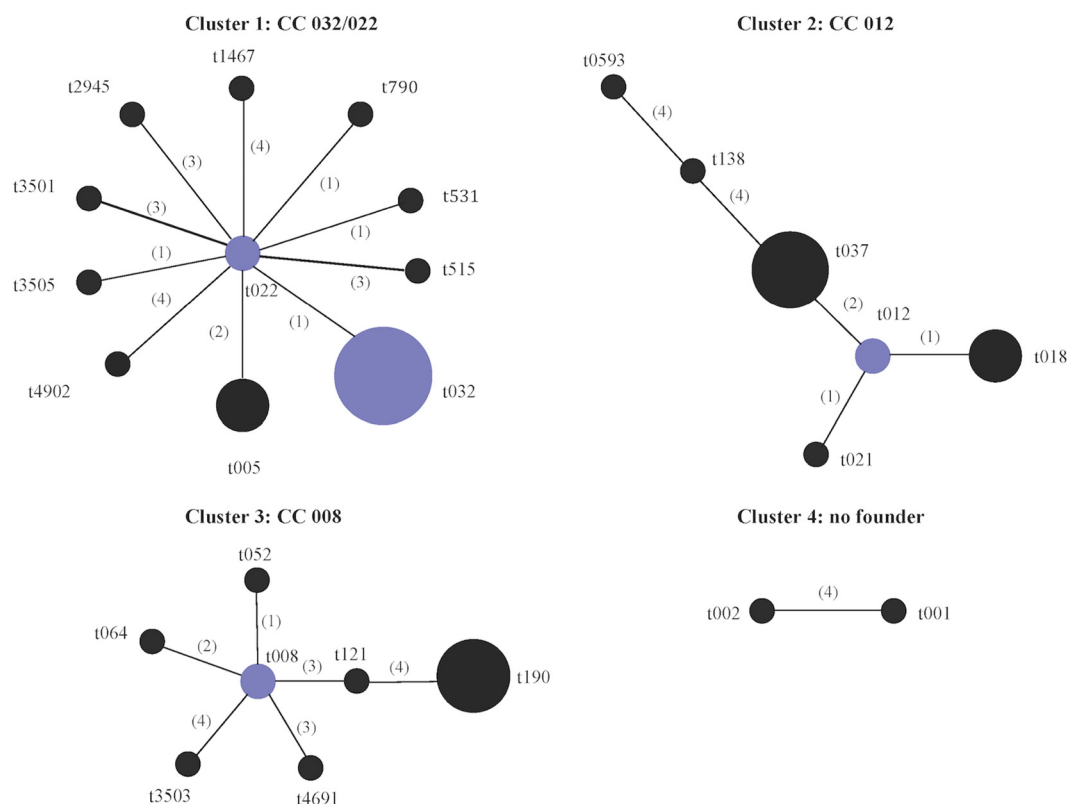 Cluster 1: CC 032/022
t1467
t2945
t790
(4)
(3)
(1)
t3501
t531
(3)
(1)
(1)
t515
t3505
t022
(3)
(4)
(1)
(2)
t4902
t032
t005
Cluster 2: CC 012
t0593
(4)
t138
(4)
t037
(2)
t012
(1)
t018
(1)
t021
Cluster 3: CC 008
t052
(1)
t064
(2)
t008
t121
(3)
(4)
t190
(4)
(3)
t3503
t4691
Cluster 4: no founder
(4)
t002
t001